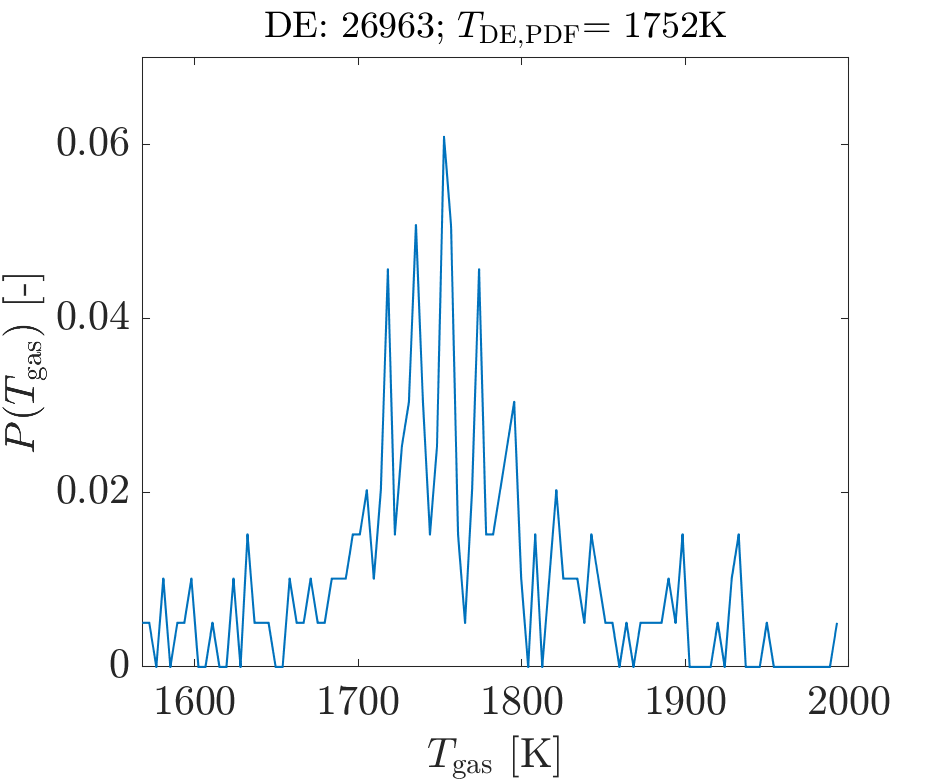 DE: 26963; T_DE,PDF= 1752K
0.06
0.04
0.02
0
P(T_gas) [-]
1600 1700 1800 1900 2000
T_gas [K]